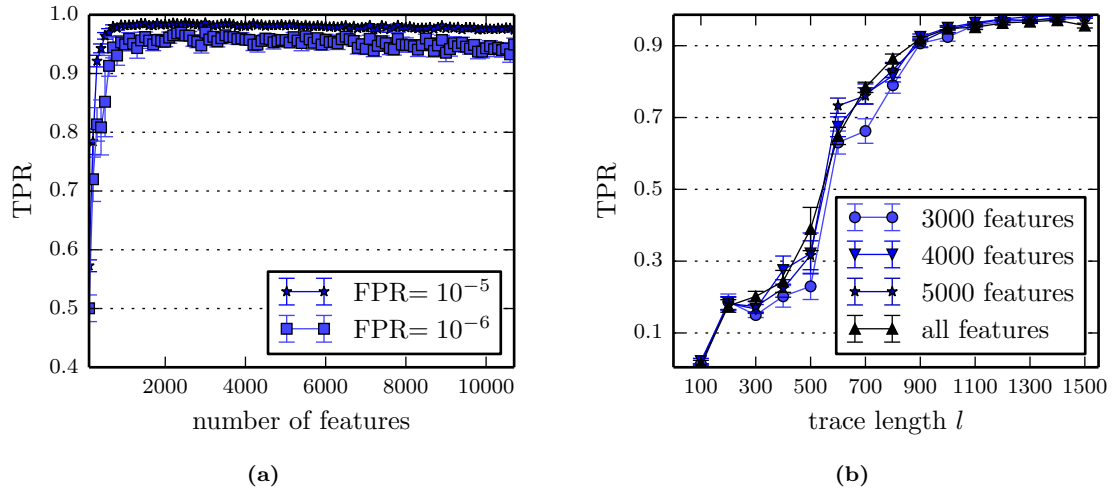 1.0
0.9
0.8
0.7
0.6
0.5
0.4
TPR
FPR= 10⁻⁵
FPR= 10⁻⁶
2000 4000 6000 8000 10000
number of features
(a)
0.9
0.7
0.5
0.3
0.1
TPR
3000 features
4000 features
5000 features
all features
100 300 500 700 900 1100 1300 1500
trace length l
(b)